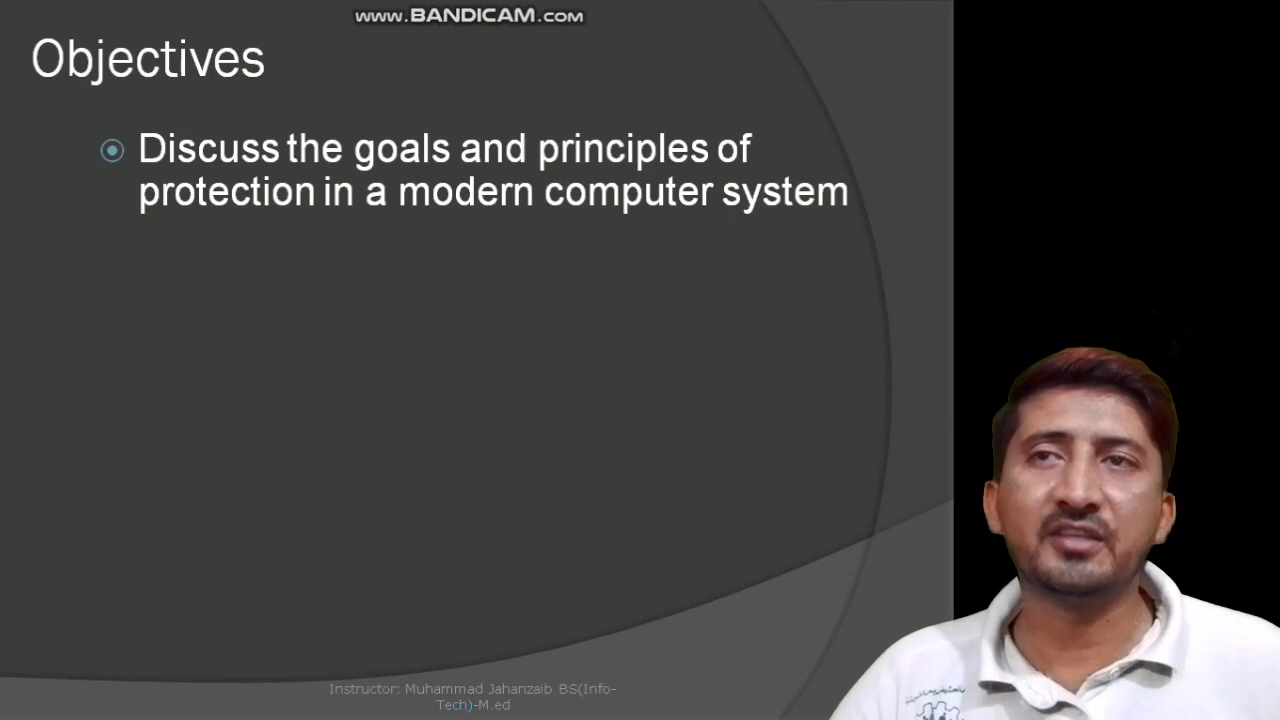 www.BANDICAM.com
Objectives
Discuss the goals and principles of
protection in a modern computer system
Instructor: Muhammad Jahanzaib BS(Info-
Tech)-M.ed